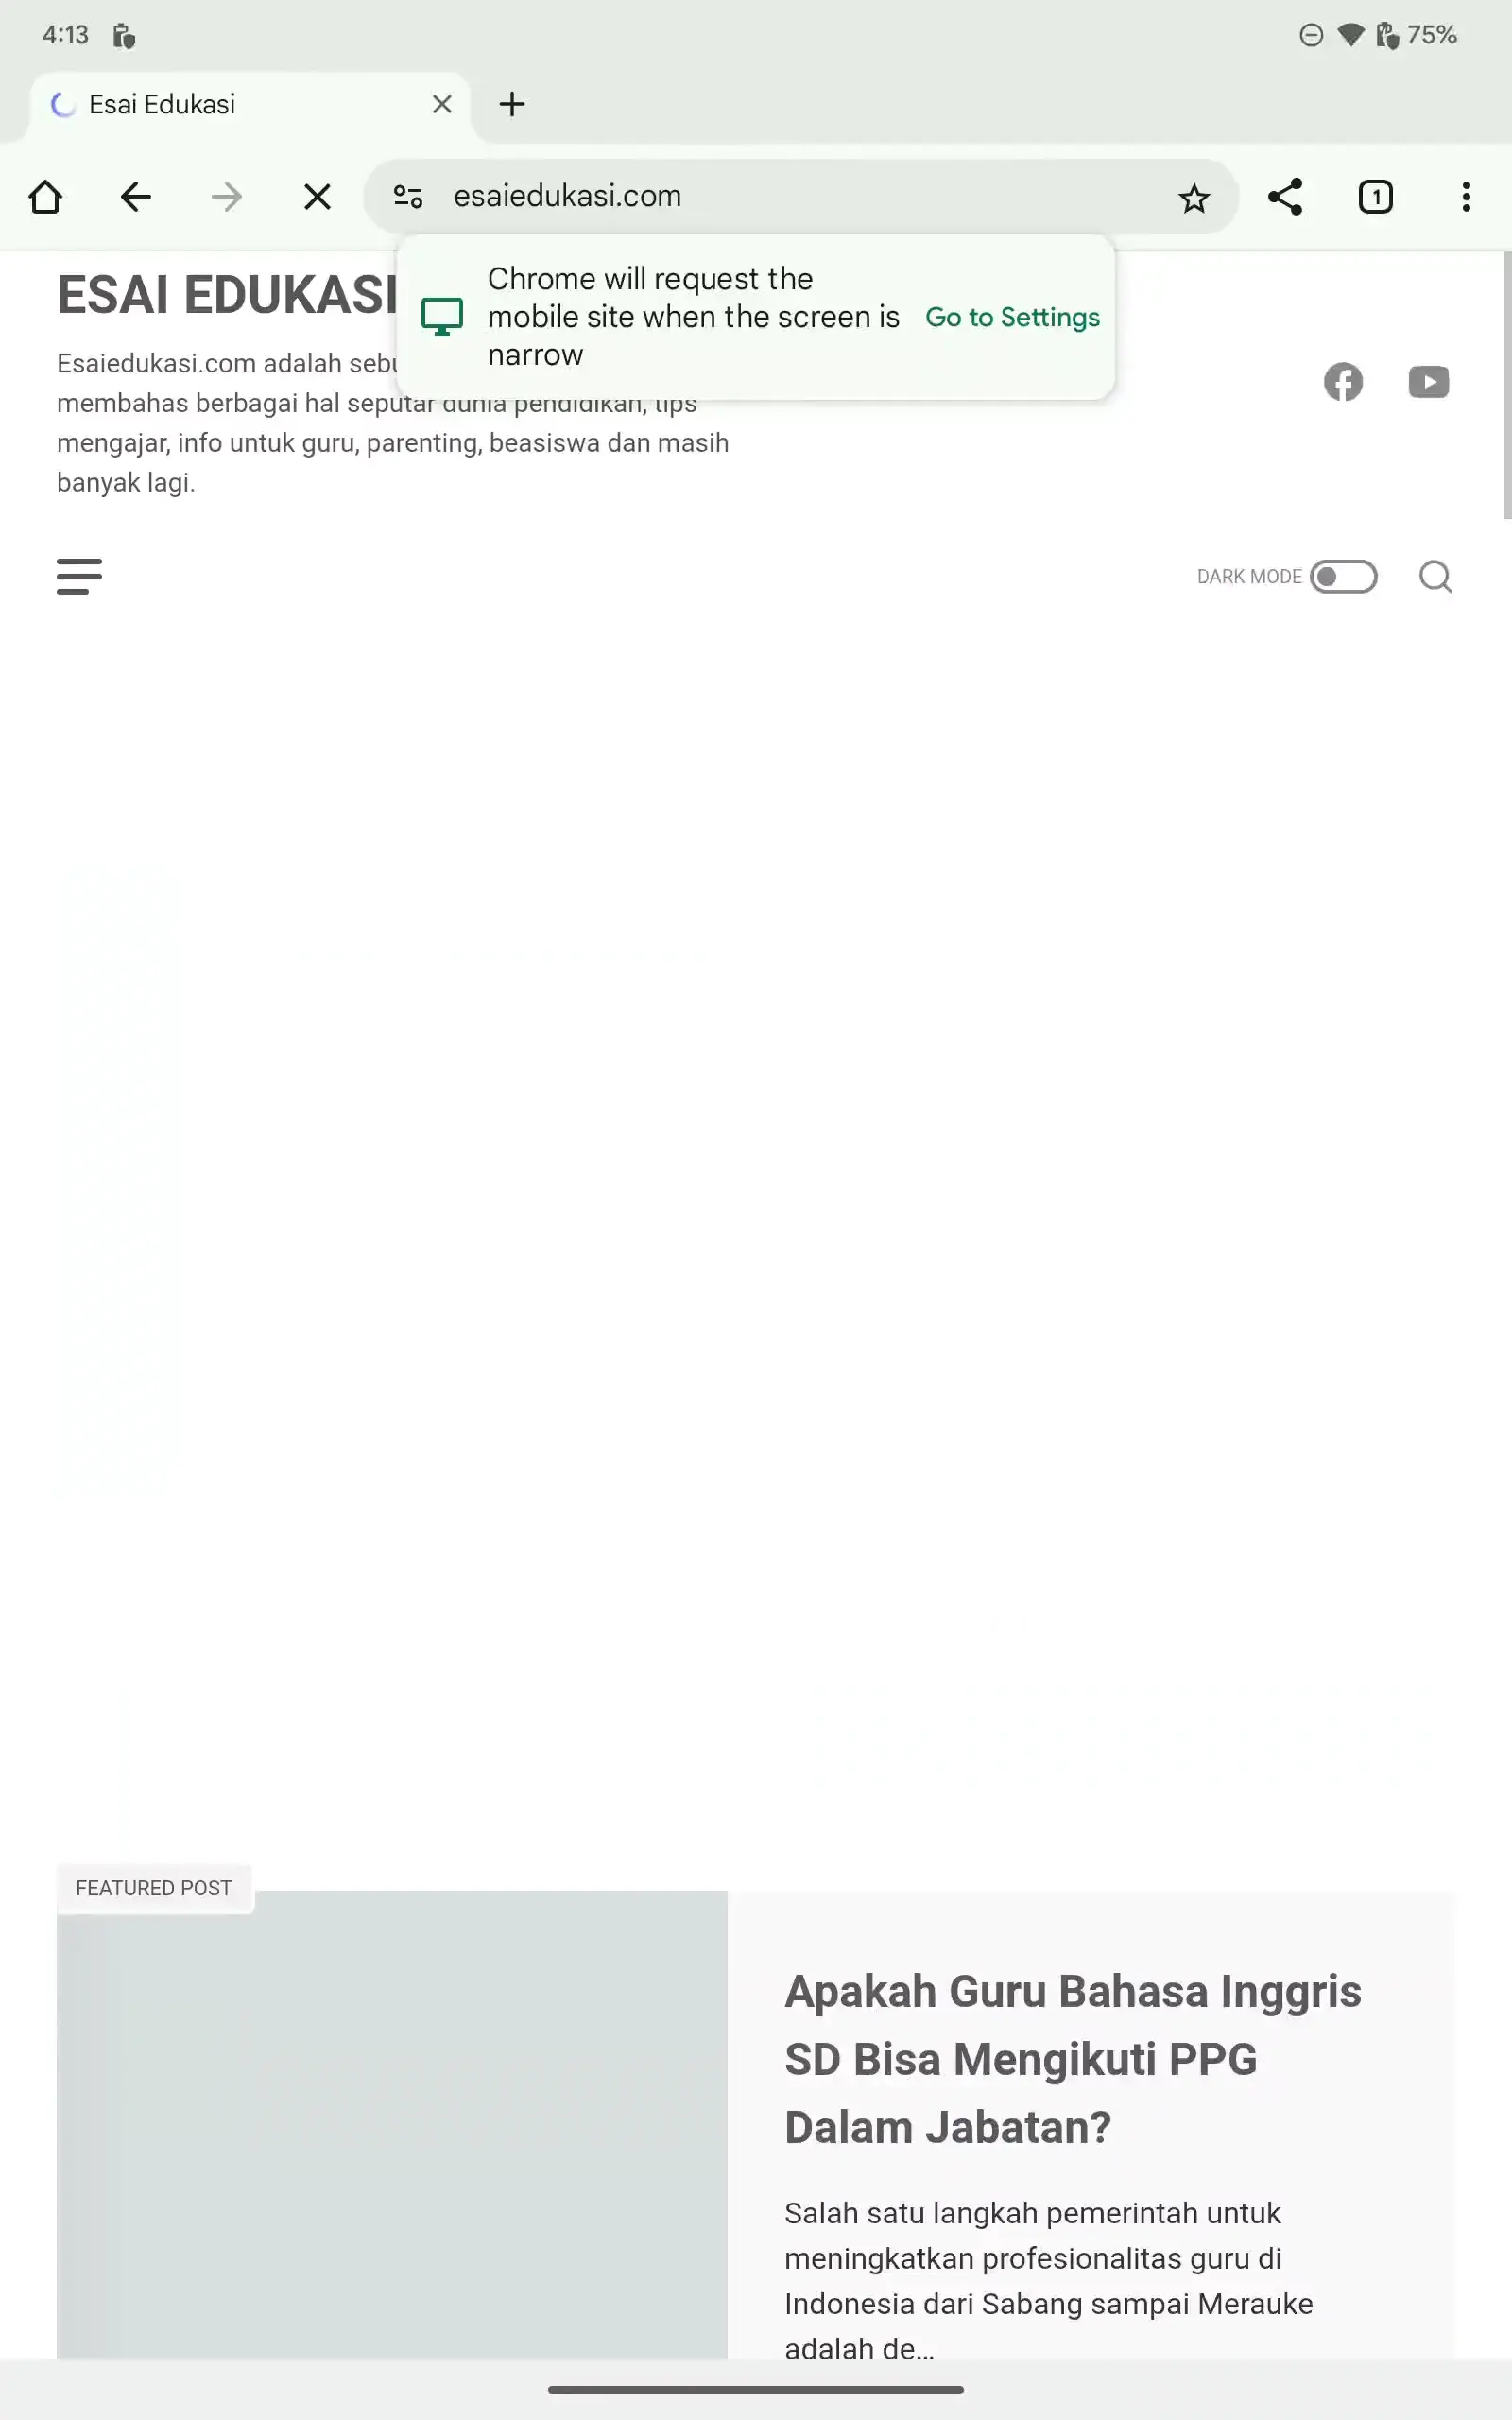 4:13
75%
Esai Edukasi
esaiedukasi.com
1
Chrome will request the
mobile site when the screen is
narrow
Go to Settings
ESAI EDUKASI
Esaiedukasi.com adalah
membahas berbagai hal seputar dunia pendidikan, tips
mengajar, info untuk guru, parenting, beasiswa dan masih
banyak lagi.
DARK MODE
FEATURED POST
Apakah Guru Bahasa Inggris
SD Bisa Mengikuti PPG
Dalam Jabatan?
Salah satu langkah pemerintah untuk
meningkatkan profesionalitas guru di
Indonesia dari Sabang sampai Merauke
adalah de...